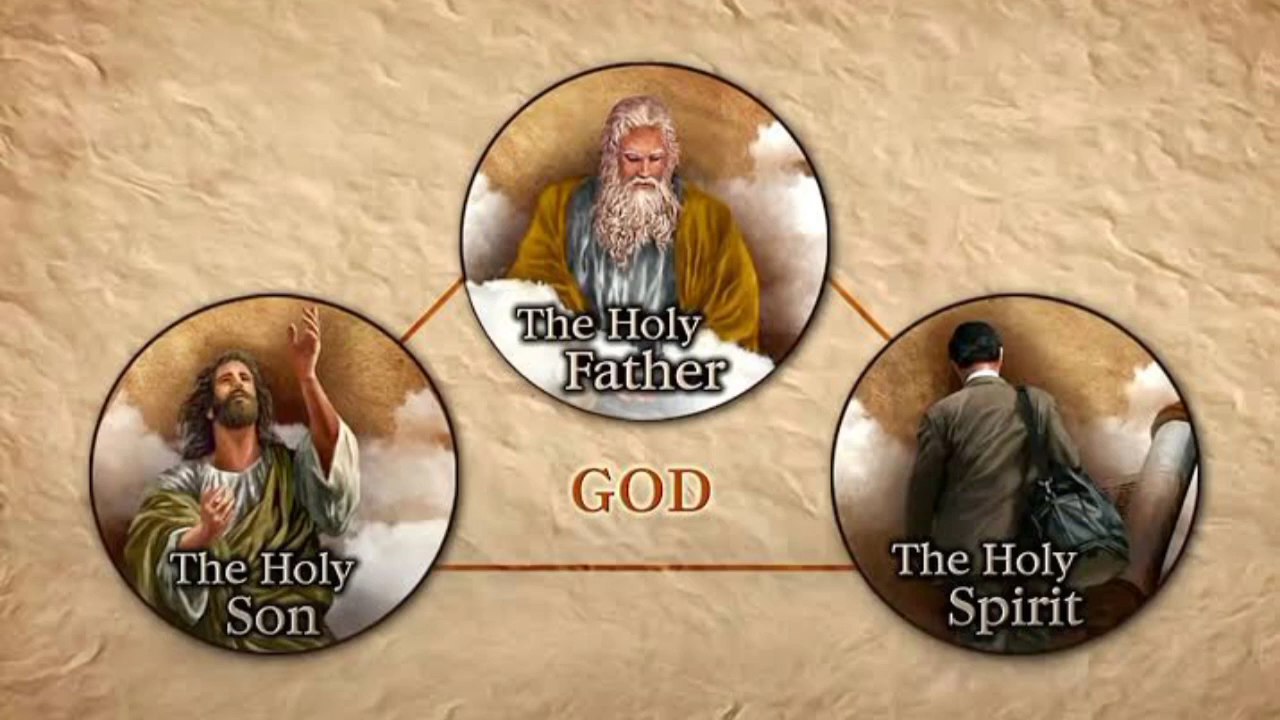 The Holy
Father
GOD
The Holy
Son
The Holy
Spirit